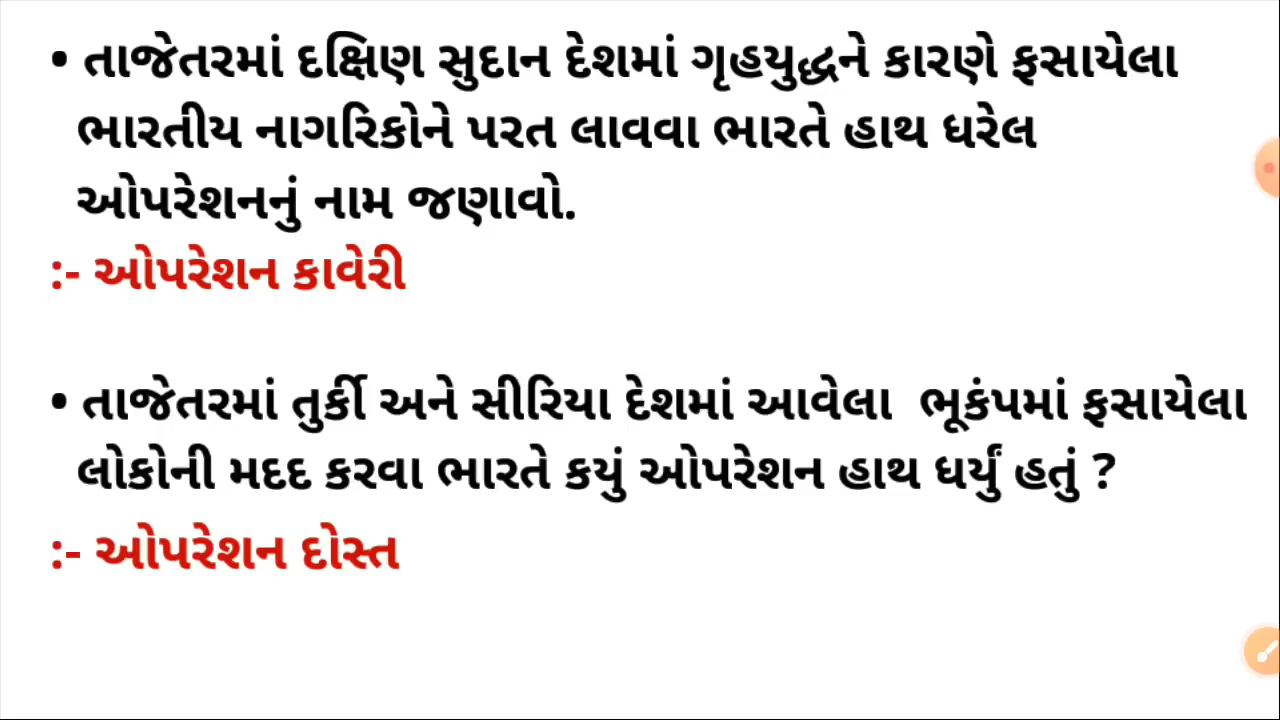 • તાજેતરમાં દક્ષિણ સુદાન દેશમાં ગૃહયુદ્ધને કારણે ફસાયેલા
ભારતીય નાગરિકોને પરત લાવવા ભારતે હાથ ધરેલ
ઓપરેશનનું નામ જણાવો.
:- ઓપરેશન કાવેરી
• તાજેતરમાં તુર્કી અને સીરિયા દેશમાં આવેલા ભૂકંપમાં ફસાયેલા
લોકોની મદદ કરવા ભારતે કયું ઓપરેશન હાથ ધર્યું હતું ?
:- ઓપરેશન દોસ્ત